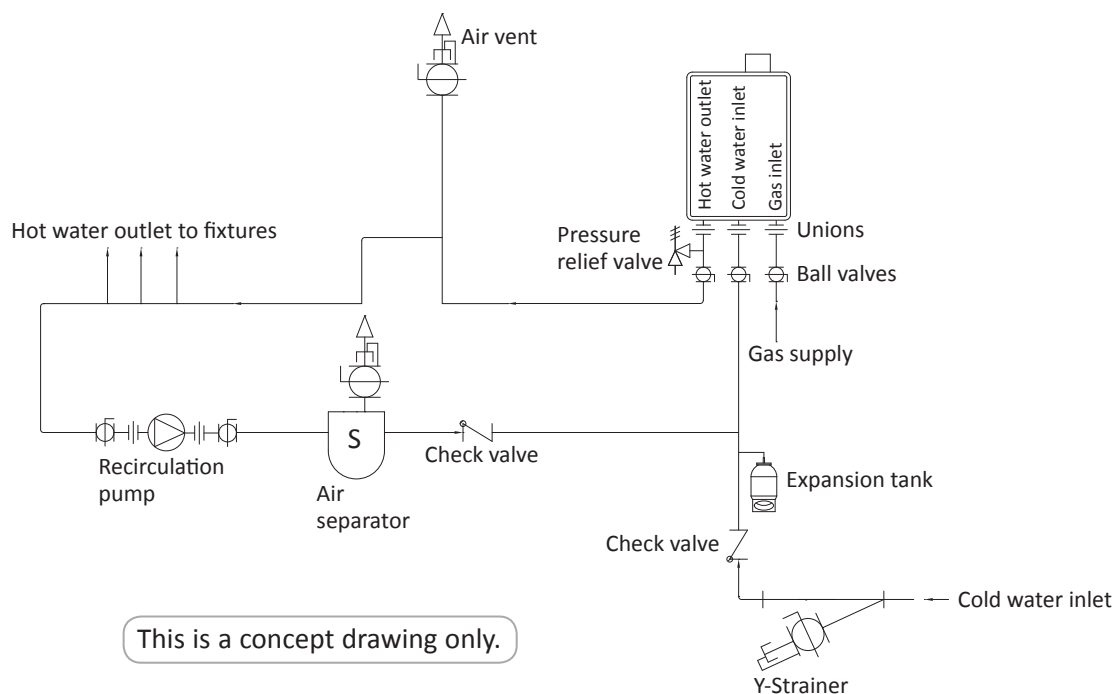 Air vent
Hot water outlet
Cold water inlet
Gas inlet
Hot water outlet to fixtures
Pressure
relief valve
Unions
Ball valves
Gas supply
S
Recirculation
pump
Air
separator
Check valve
Expansion tank
Check valve
Cold water inlet
This is a concept drawing only.
Y-Strainer